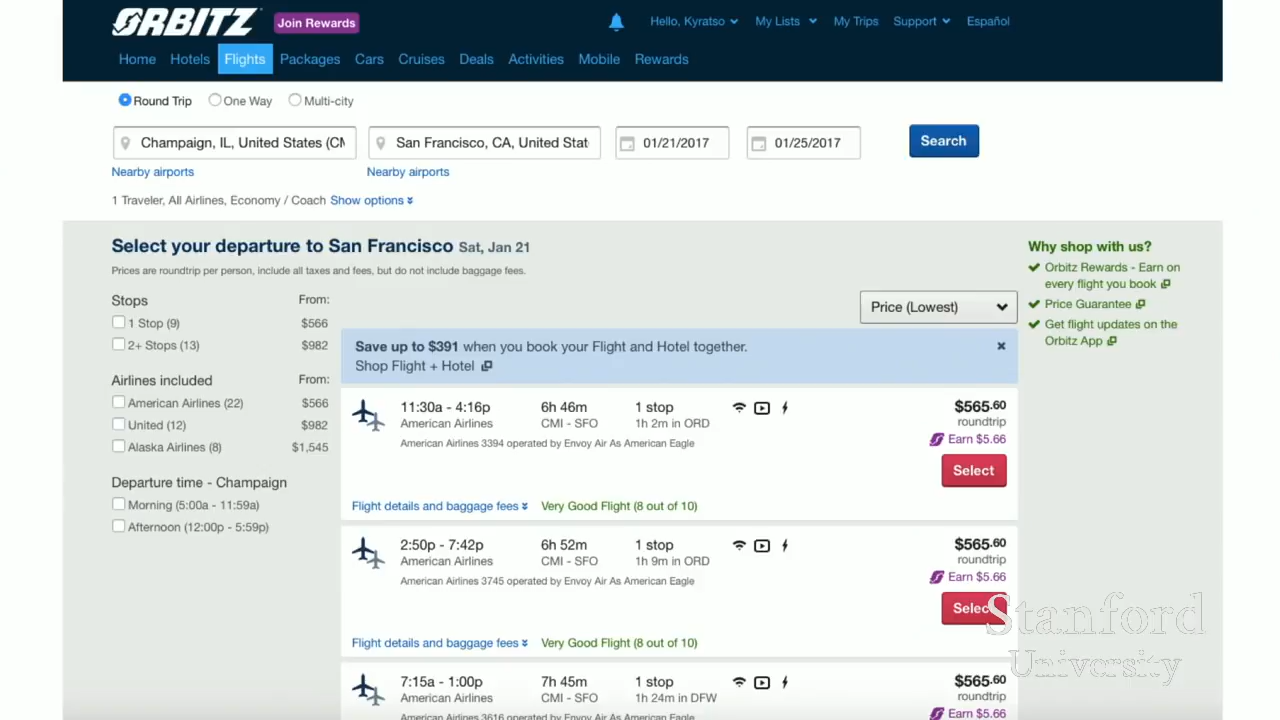 ORBITZ
Join Rewards
Hello, Kyratso
My Lists
My Trips
Support
Español
Home
Hotels
Flights
Packages
Cars
Cruises
Deals
Activities
Mobile
Rewards
Round Trip
One Way
Multi-city
Champaign, IL, United States (CM
San Francisco, CA, United Stat
01/21/2017
01/25/2017
Search
Nearby airports
Nearby airports
1 Traveler, All Airlines, Economy / Coach Show options
Select your departure to San Francisco Sat, Jan 21
Prices are roundtrip per person, include all taxes and fees, but do not include baggage fees.
Stops From:
1 Stop (9) $566
2+ Stops (13) $982
Airlines included From:
American Airlines (22) $566
United (12) $982
Alaska Airlines (8) $1,545
Departure time - Champaign
Morning (5:00a - 11:59a)
Afternoon (12:00p - 5:59p)
Price (Lowest)
Save up to $391 when you book your Flight and Hotel together.
Shop Flight + Hotel
11:30a - 4:16p 6h 46m 1 stop $565.60
American Airlines CMI - SFO 1h 2m in ORD roundtrip
American Airlines 3394 operated by Envoy Air As American Eagle Earn $5.66
Select
Flight details and baggage fees Very Good Flight (8 out of 10)
2:50p - 7:42p 6h 52m 1 stop $565.60
American Airlines CMI - SFO 1h 9m in ORD roundtrip
American Airlines 3745 operated by Envoy Air As American Eagle Earn $5.66
Select
Flight details and baggage fees Very Good Flight (8 out of 10)
7:15a - 1:00p 7h 45m 1 stop $565.60
American Airlines CMI - SFO 1h 24m in DFW roundtrip
American Airlines 3616 operated by Envoy Air As American Eagle Earn $5.66
Why shop with us?
Orbitz Rewards - Earn on
every flight you book
Price Guarantee
Get flight updates on the
Orbitz App
Stanford
University